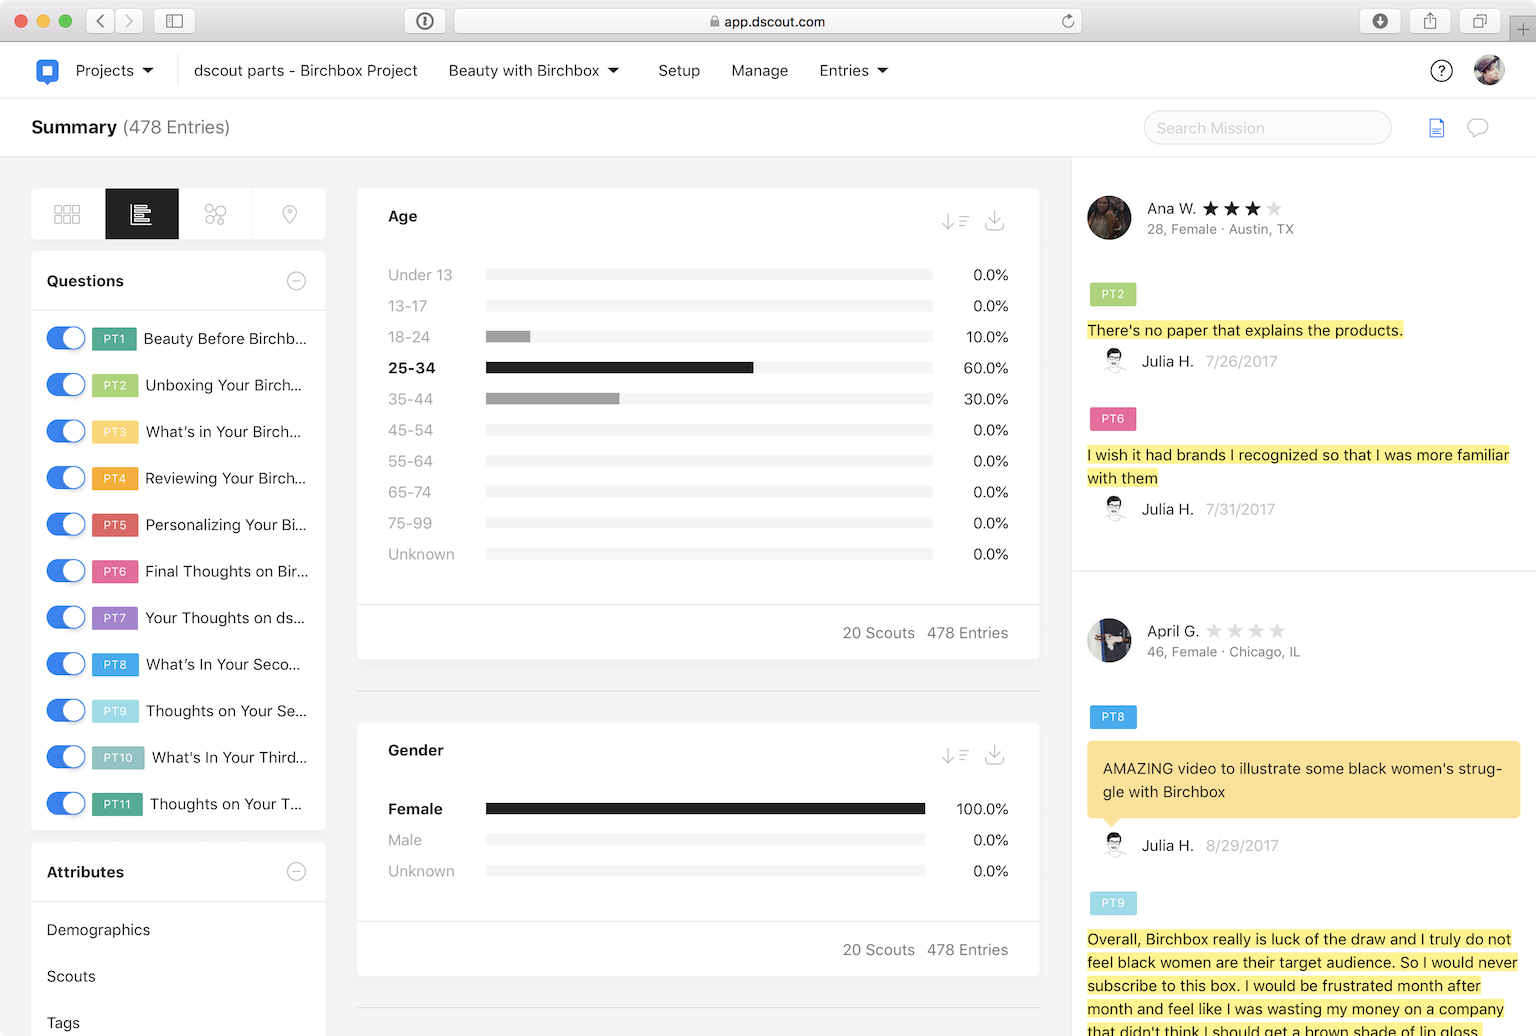 app.dscout.com
Projects
dscout parts - Birchbox Project
Beauty with Birchbox
Setup
Manage
Entries
?
Summary (478 Entries)
Search Mission
Questions
PT1 Beauty Before Birchb...
PT2 Unboxing Your Birch...
PT3 What's in Your Birch...
PT4 Reviewing Your Birch...
PT5 Personalizing Your Bi...
PT6 Final Thoughts on Bir...
PT7 Your Thoughts on ds...
PT8 What's In Your Seco...
PT9 Thoughts on Your Se...
PT10 What's In Your Third...
PT11 Thoughts on Your T...
Attributes
Demographics
Scouts
Tags
Age
Under 13 0.0%
13-17 0.0%
18-24 10.0%
25-34 60.0%
35-44 30.0%
45-54 0.0%
55-64 0.0%
65-74 0.0%
75-99 0.0%
Unknown 0.0%
20 Scouts 478 Entries
Gender
Female 100.0%
Male 0.0%
Unknown 0.0%
20 Scouts 478 Entries
Ana W.
28, Female · Austin, TX
PT2
There's no paper that explains the products.
Julia H. 7/26/2017
PT6
I wish it had brands I recognized so that I was more familiar
with them
Julia H. 7/31/2017
April G.
46, Female · Chicago, IL
PT8
AMAZING video to illustrate some black women's strug-
gle with Birchbox
Julia H. 8/29/2017
PT9
Overall, Birchbox really is luck of the draw and I truly do not
feel black women are their target audience. So I would never
subscribe to this box. I would be frustrated month after
month and feel like I was wasting my money on a company
that didn't think I should get a brown shade of lip gloss